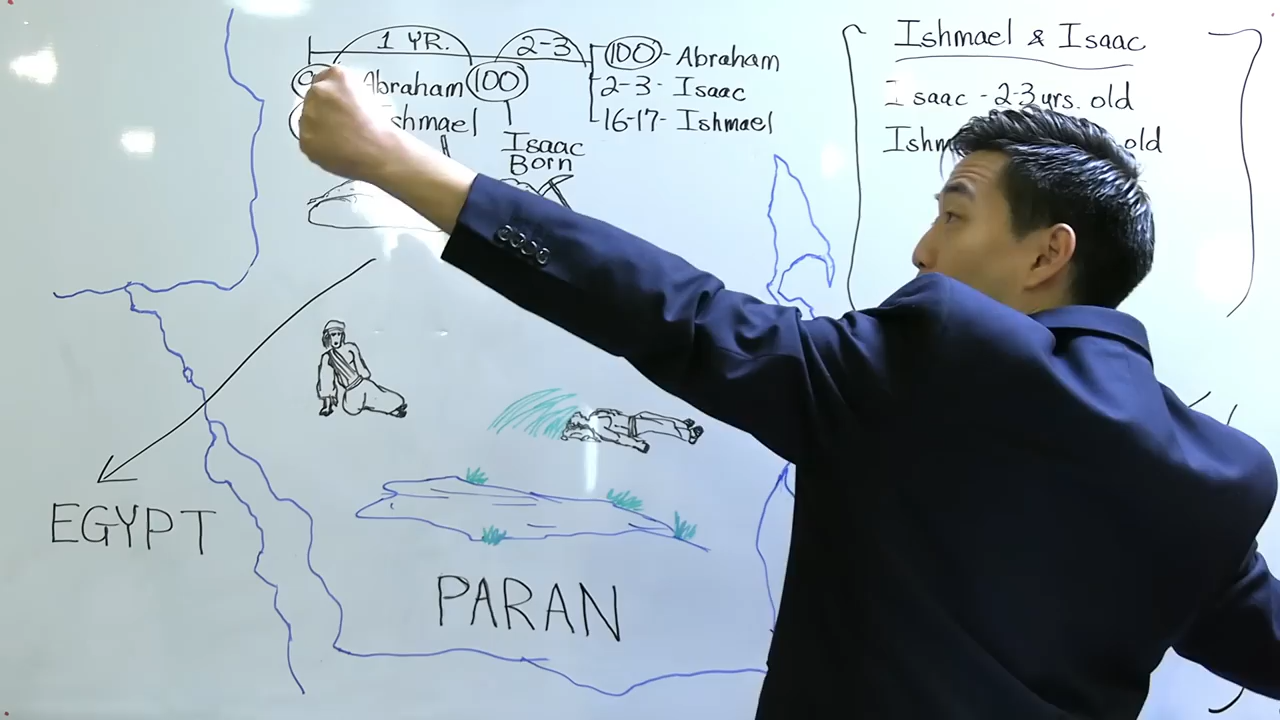 1 YR.
2-3
100 - Abraham
2-3 - Isaac
16-17- Ishmael
Abraham 100
Isaac
Born
Ishmael & Isaac
Isaac - 2-3 yrs. old
old
EGYPT
PARAN